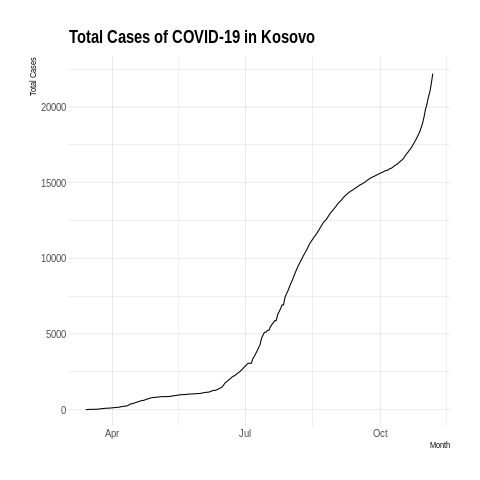 Total Cases of COVID-19 in Kosovo
Total Cases
20000
15000
10000
5000
0
Apr
Jul
Oct
Month